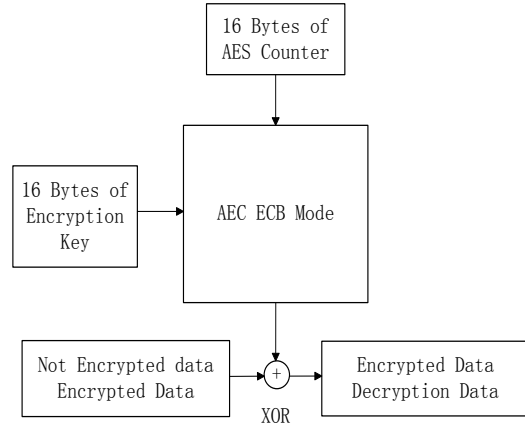 16 Bytes of
AES Counter
16 Bytes of
Encryption
Key
AEC ECB Mode
Not Encrypted data
Encrypted Data
+
Encrypted Data
Decryption Data
XOR